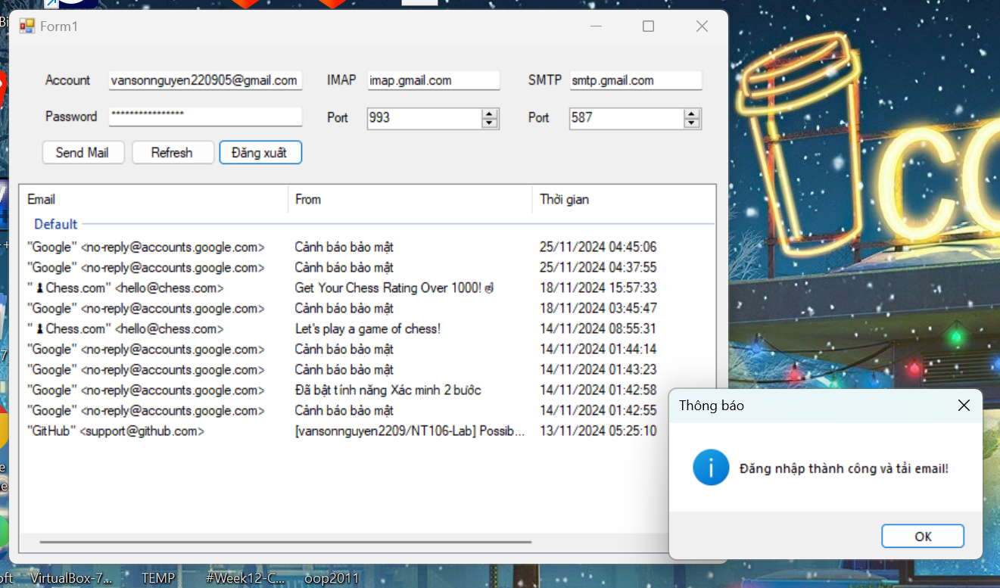 Form1
Account vansonnguyen220905@gmail.com IMAP imap.gmail.com SMTP smtp.gmail.com
Password **************** Port 993 Port 587
Send Mail Refresh Đăng xuất
Email From Thời gian
Default
"Google" <no-reply@accounts.google.com> Cảnh báo bảo mật 25/11/2024 04:45:06
"Google" <no-reply@accounts.google.com> Cảnh báo bảo mật 25/11/2024 04:37:55
"♟Chess.com" <hello@chess.com> Get Your Chess Rating Over 1000! 18/11/2024 15:57:33
"Google" <no-reply@accounts.google.com> Cảnh báo bảo mật 18/11/2024 03:45:47
"♟Chess.com" <hello@chess.com> Let's play a game of chess! 14/11/2024 08:55:31
"Google" <no-reply@accounts.google.com> Cảnh báo bảo mật 14/11/2024 01:44:14
"Google" <no-reply@accounts.google.com> Cảnh báo bảo mật 14/11/2024 01:43:23
"Google" <no-reply@accounts.google.com> Đã bật tính năng Xác minh 2 bước 14/11/2024 01:42:58
"Google" <no-reply@accounts.google.com> Cảnh báo bảo mật 14/11/2024 01:42:55
"GitHub" <support@github.com> [vansonnguyen2209/NT106-Lab] Possib... 13/11/2024 05:25:10
Thông báo
Đăng nhập thành công và tải email!
OK
VirtualBox-7... TEMP #Week12-C... oop2011